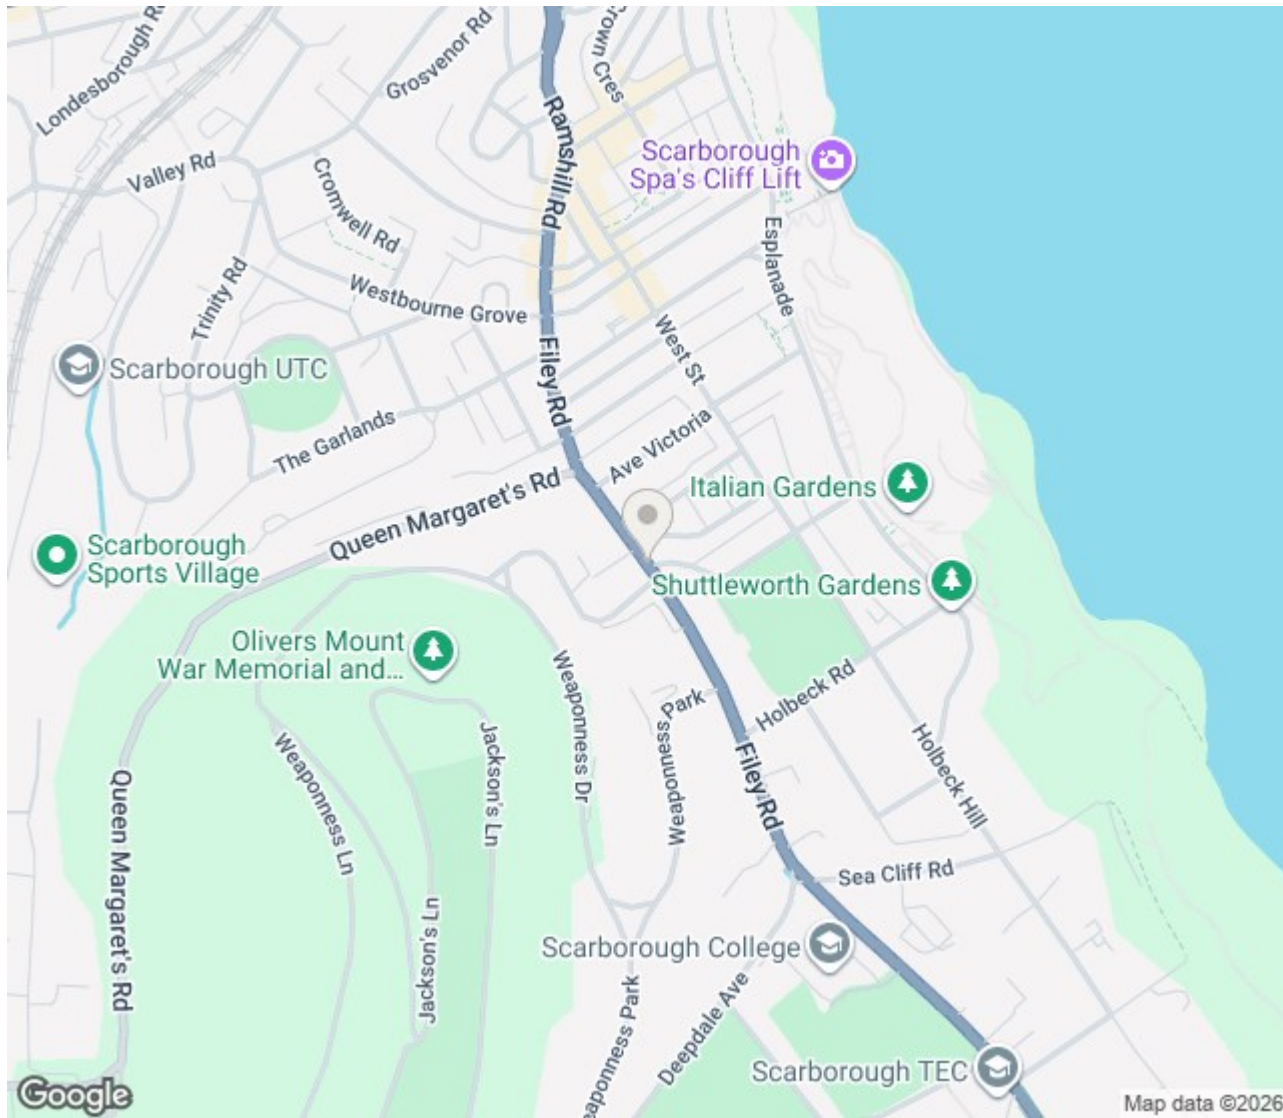 Londesborough Rd
Grosvenor Rd
Crown Cres
Ramshill Rd
Scarborough
Spa's Cliff Lift
Valley Rd
Cromwell Rd
Esplanade
Trinity Rd
Westbourne Grove
West St
Filey Rd
Scarborough UTC
The Garlands
Ave Victoria
Italian Gardens
Queen Margaret's Rd
Scarborough
Sports Village
Shuttleworth Gardens
Olivers Mount
War Memorial and...
Weaponness Dr
Weaponness Park
Holbeck Rd
Jackson's Ln
Weaponness Ln
Filey Rd
Holbeck Hill
Queen Margaret's Rd
Sea Cliff Rd
Jackson's Ln
Scarborough College
Weaponness Park
Deepdale Ave
Scarborough TEC
Google
Map data ©2026